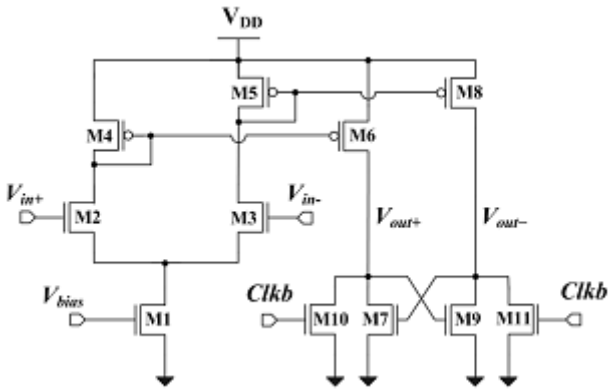 VDD
M5
M8
M4
M6
Vin+
M2
M3
Vin-
Vout+
Vout−
Vbias
M1
Clkb
M10
M7
M9
M11
Clkb